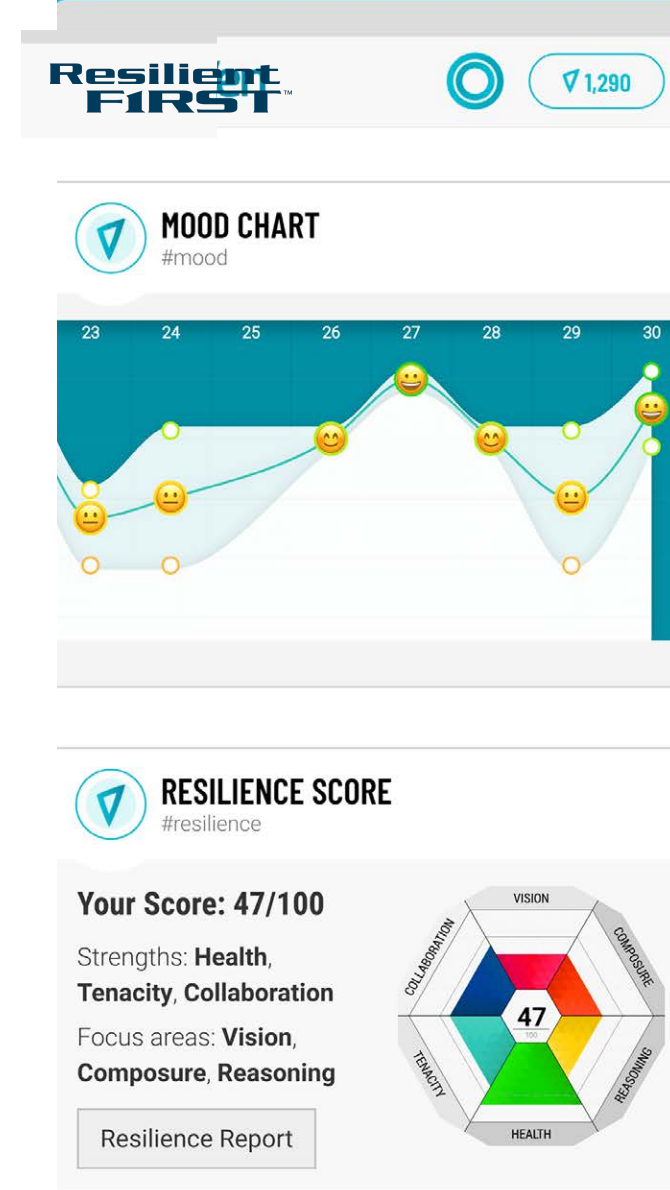 Resilient
FiRST™
1,290
MOOD CHART
#mood
23 24 25 26 27 28 29 30
RESILIENCE SCORE
#resilience
Your Score: 47/100
Strengths: Health,
Tenacity, Collaboration
Focus areas: Vision,
Composure, Reasoning
Resilience Report
VISION
COMPOSURE
REASONING
HEALTH
TENACITY
COLLABORATION
47
100